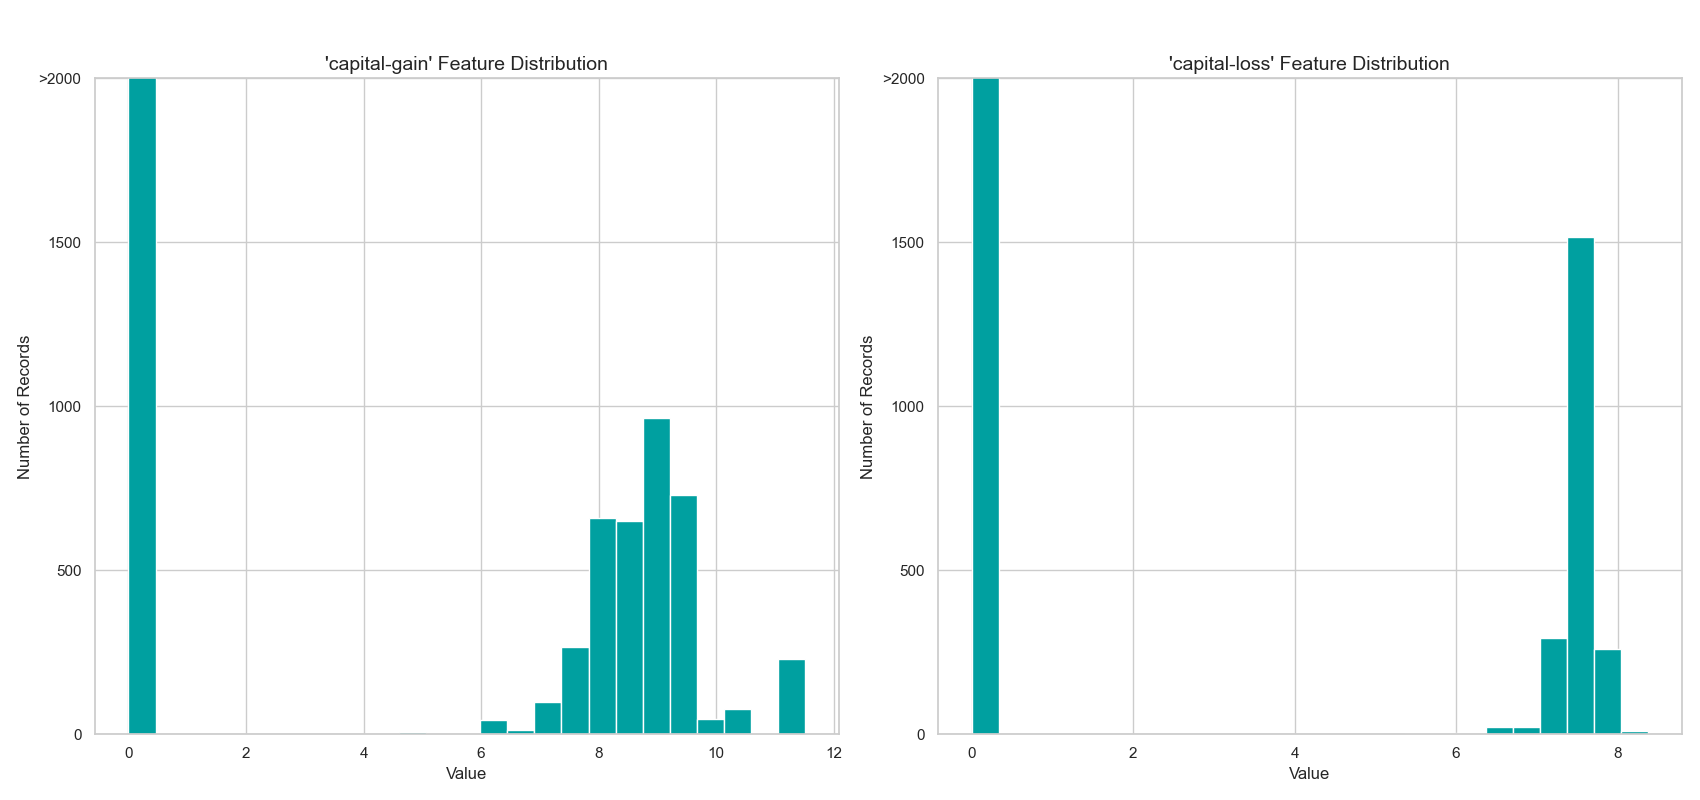 'capital-gain' Feature Distribution
>2000
1500
1000
500
0
Number of Records
0 2 4 6 8 10 12
Value
'capital-loss' Feature Distribution
>2000
1500
1000
500
0
Number of Records
0 2 4 6 8
Value